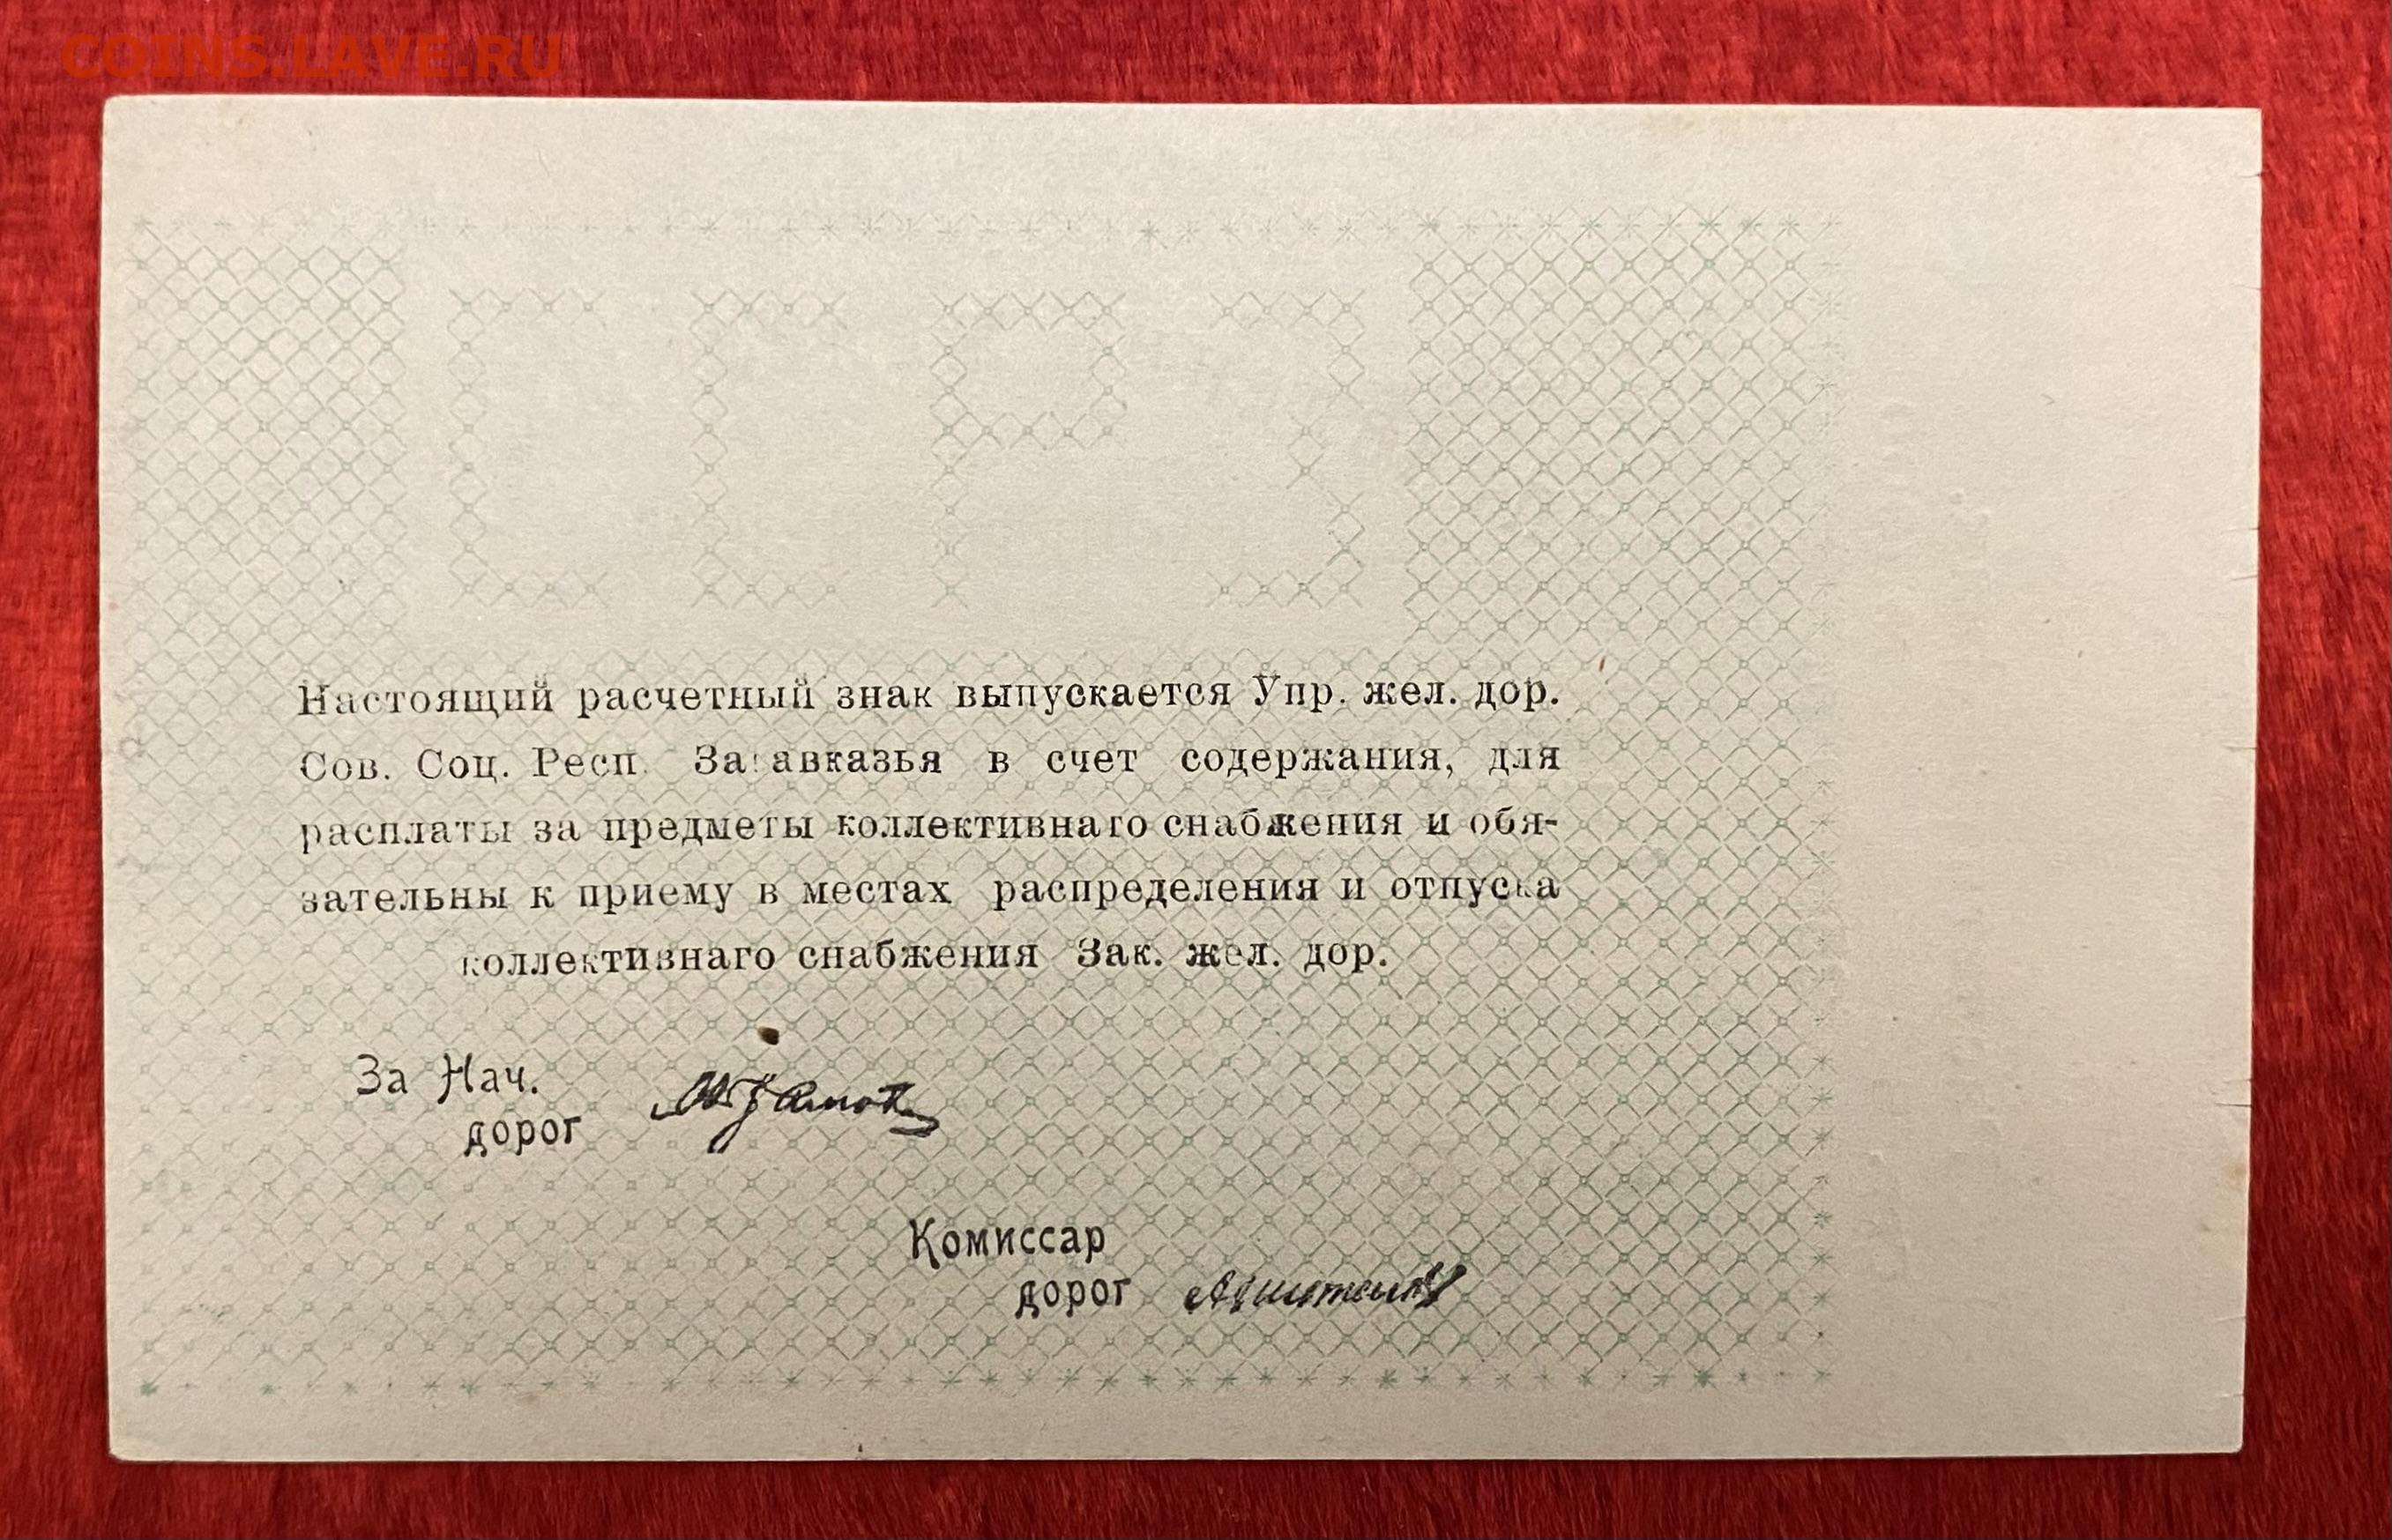 COINS.LAVE.RU
ССРЗ
Настоящий расчетный знак выпускается Упр. жел. дор.
Сов. Соц. Респ. Закавказья в счет содержания, для
расплаты за предметы коллективнаго снабжения и обя-
зательны к приему в местах распределения и отпуска
коллективнаго снабжения Зак. жел. дор.
За Нач.
дорог
Комиссар
дорог